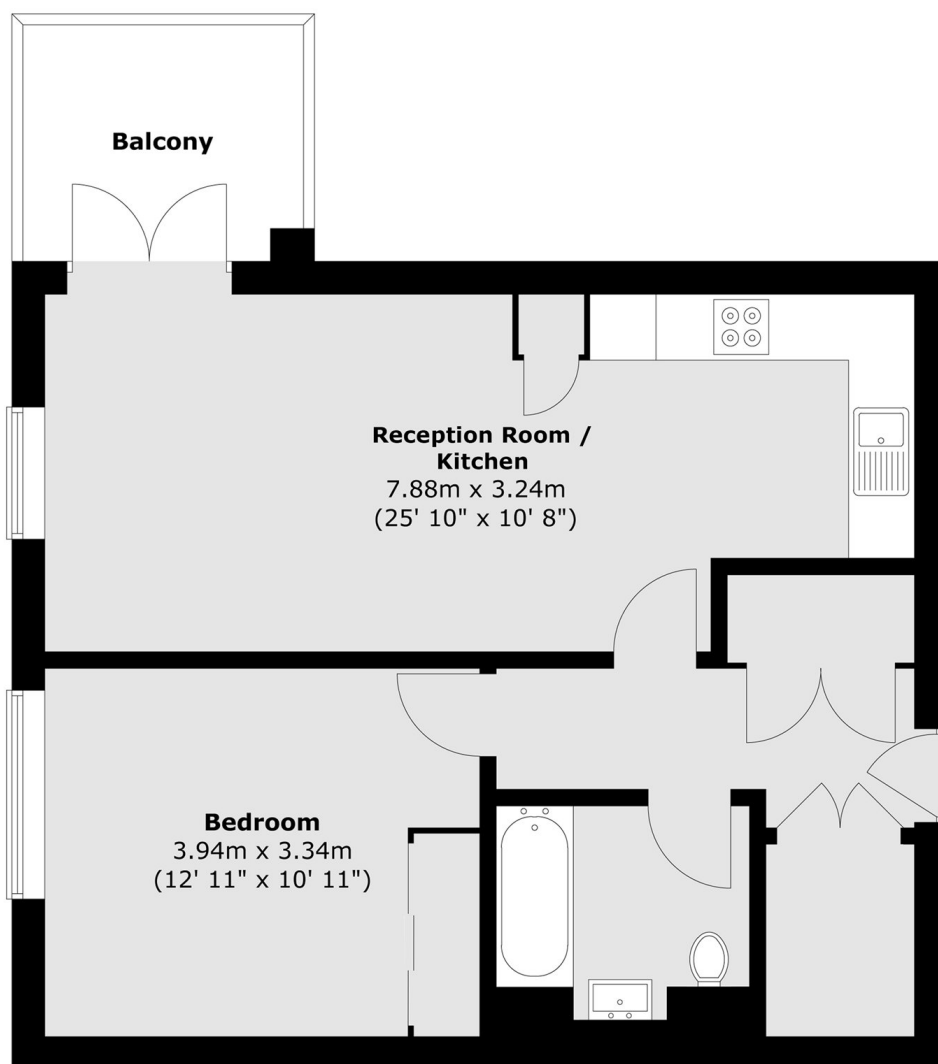 Balcony
Reception Room /
Kitchen
7.88m x 3.24m
(25' 10" x 10' 8")
Bedroom
3.94m x 3.34m
(12' 11" x 10' 11")